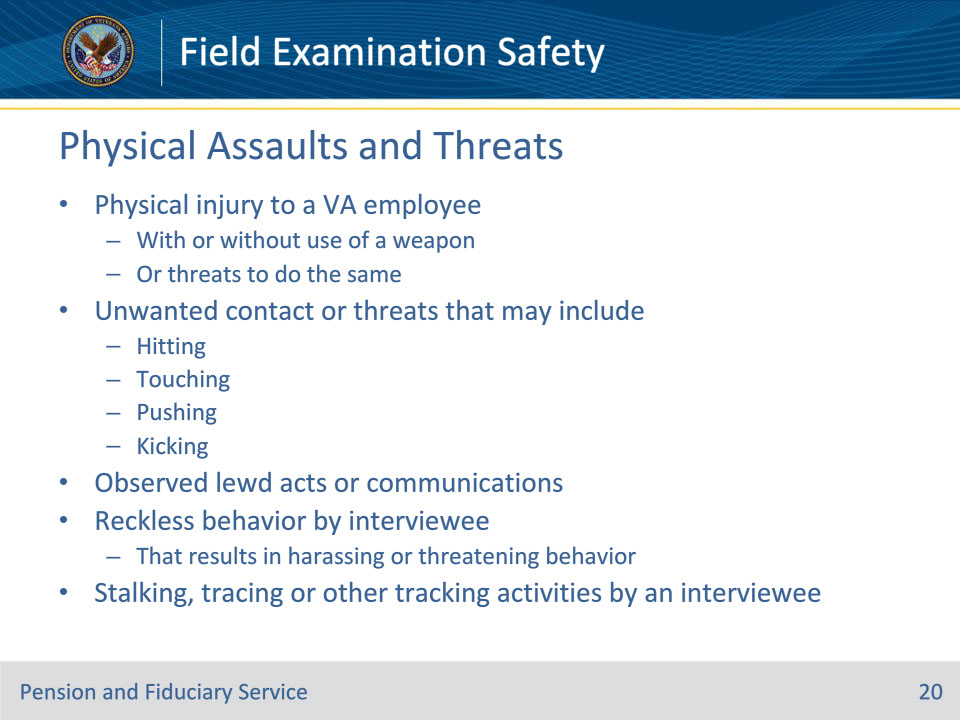 Field Examination Safety
Physical Assaults and Threats
• Physical injury to a VA employee
– With or without use of a weapon
– Or threats to do the same
• Unwanted contact or threats that may include
– Hitting
– Touching
– Pushing
– Kicking
• Observed lewd acts or communications
• Reckless behavior by interviewee
– That results in harassing or threatening behavior
• Stalking, tracing or other tracking activities by an interviewee
Pension and Fiduciary Service
20